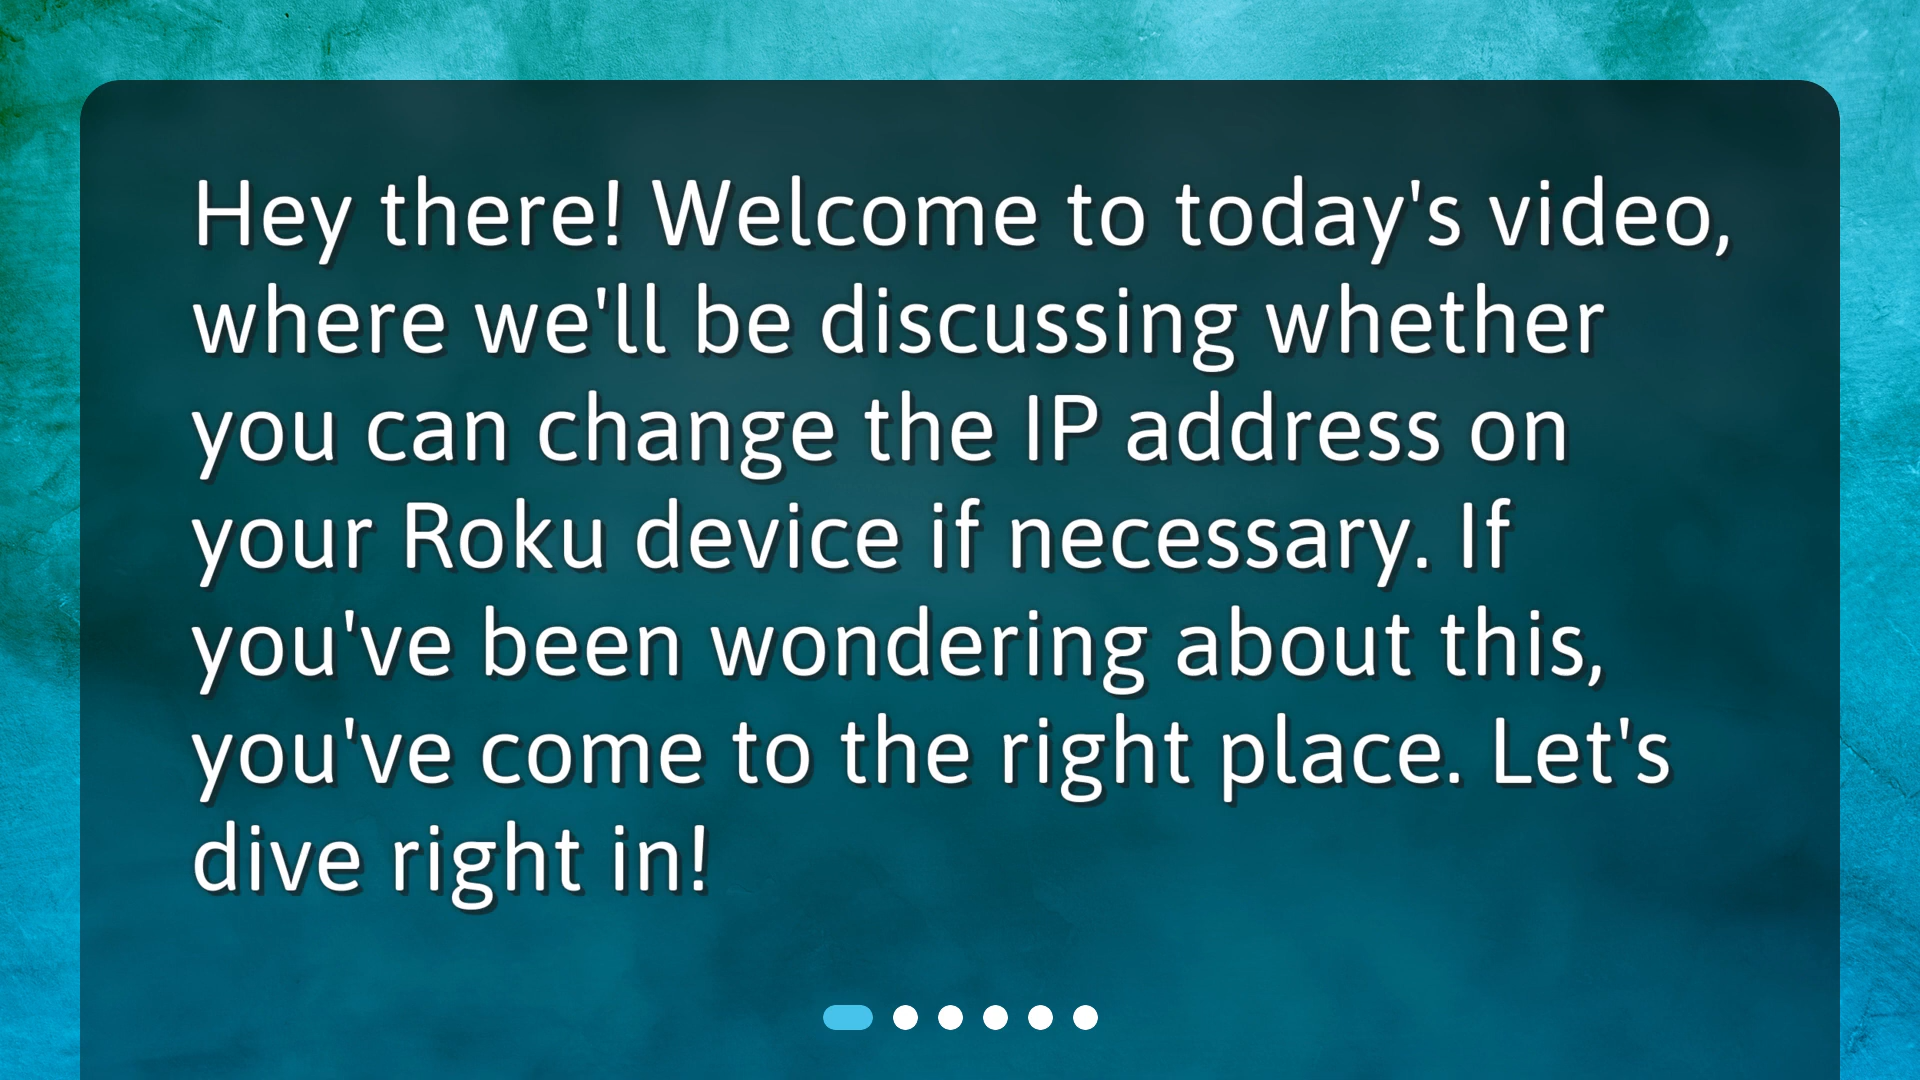 Hey there! Welcome to today's video,
where we'll be discussing whether
you can change the IP address on
your Roku device if necessary. If
you've been wondering about this,
you've come to the right place. Let's
dive right in!